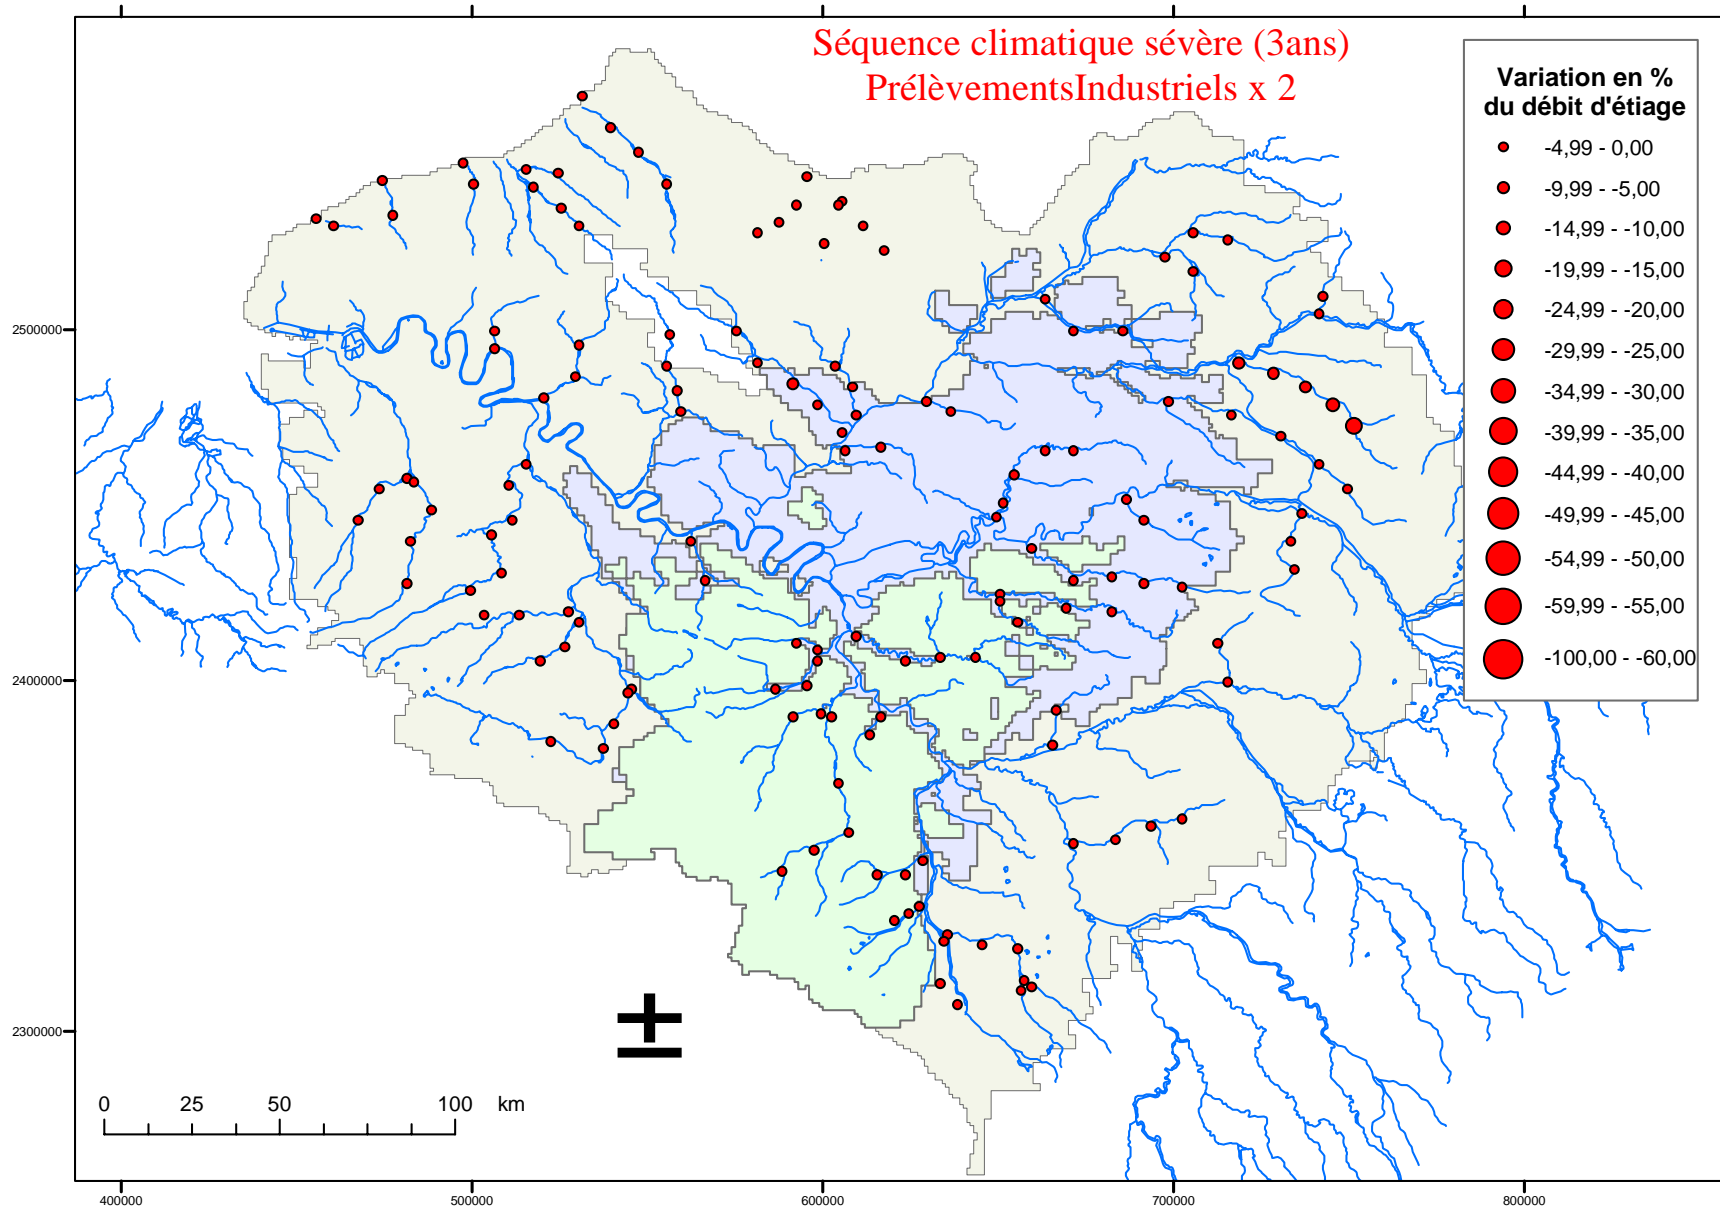 Séquence climatique sévère (3ans)
PrélèvementsIndustriels x 2
Variation en %
du débit d'étiage
-4,99 - 0,00
-9,99 - -5,00
-14,99 - -10,00
-19,99 - -15,00
-24,99 - -20,00
-29,99 - -25,00
-34,99 - -30,00
-39,99 - -35,00
-44,99 - -40,00
-49,99 - -45,00
-54,99 - -50,00
-59,99 - -55,00
-100,00 - -60,00
2500000
2400000
2300000
0 25 50 100 km
400000 500000 600000 700000 800000